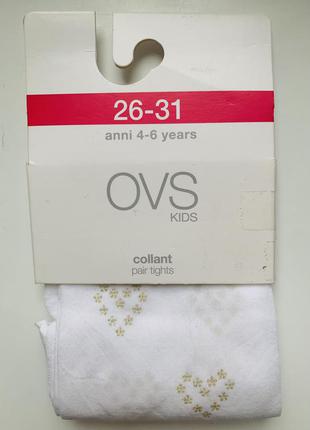 26-31
anni 4-6 years
OVS
KIDS
collant
pair tights